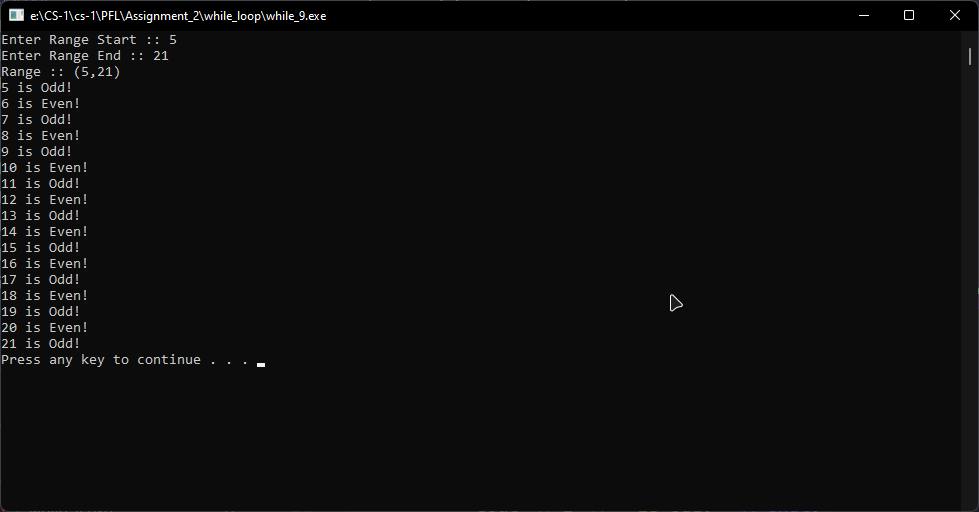 e:\CS-1\cs-1\PFL\Assignment_2\while_loop\while_9.exe
Enter Range Start :: 5
Enter Range End :: 21
Range :: (5,21)
5 is Odd!
6 is Even!
7 is Odd!
8 is Even!
9 is Odd!
10 is Even!
11 is Odd!
12 is Even!
13 is Odd!
14 is Even!
15 is Odd!
16 is Even!
17 is Odd!
18 is Even!
19 is Odd!
20 is Even!
21 is Odd!
Press any key to continue . . .